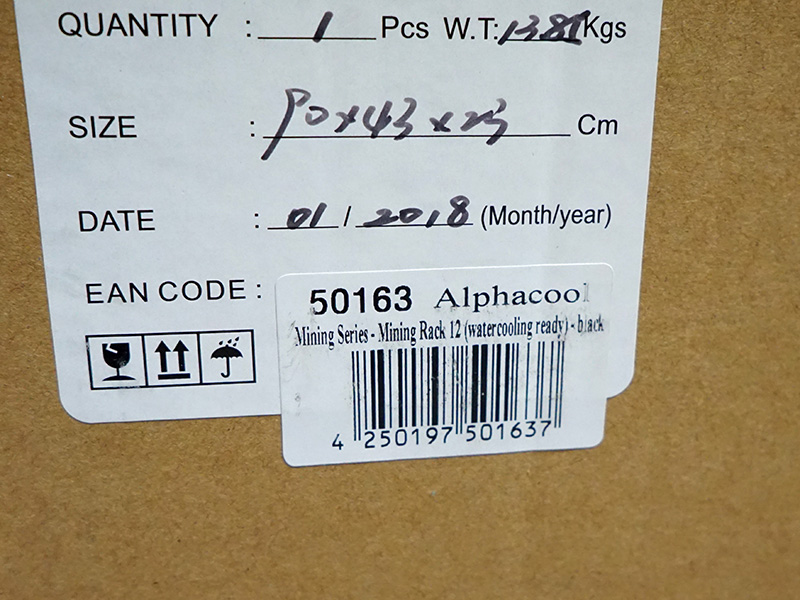 QUANTITY : 1 Pcs W.T: Kgs
SIZE : 90x43x23 Cm
DATE : 01 / 2018 (Month/year)
EAN CODE :
50163 Alphacool
Mining Series - Mining Rack 12 (watercooling ready) - black
4 250197 501637